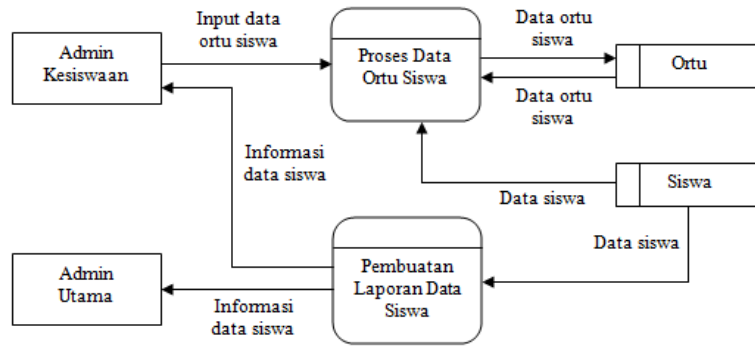 Input data
ortu siswa
Data ortu
siswa
Admin
Kesiswaan
Proses Data
Ortu Siswa
Ortu
Data ortu
siswa
Informasi
data siswa
Data siswa
Siswa
Data siswa
Admin
Utama
Pembuatan
Laporan Data
Siswa
Informasi
data siswa